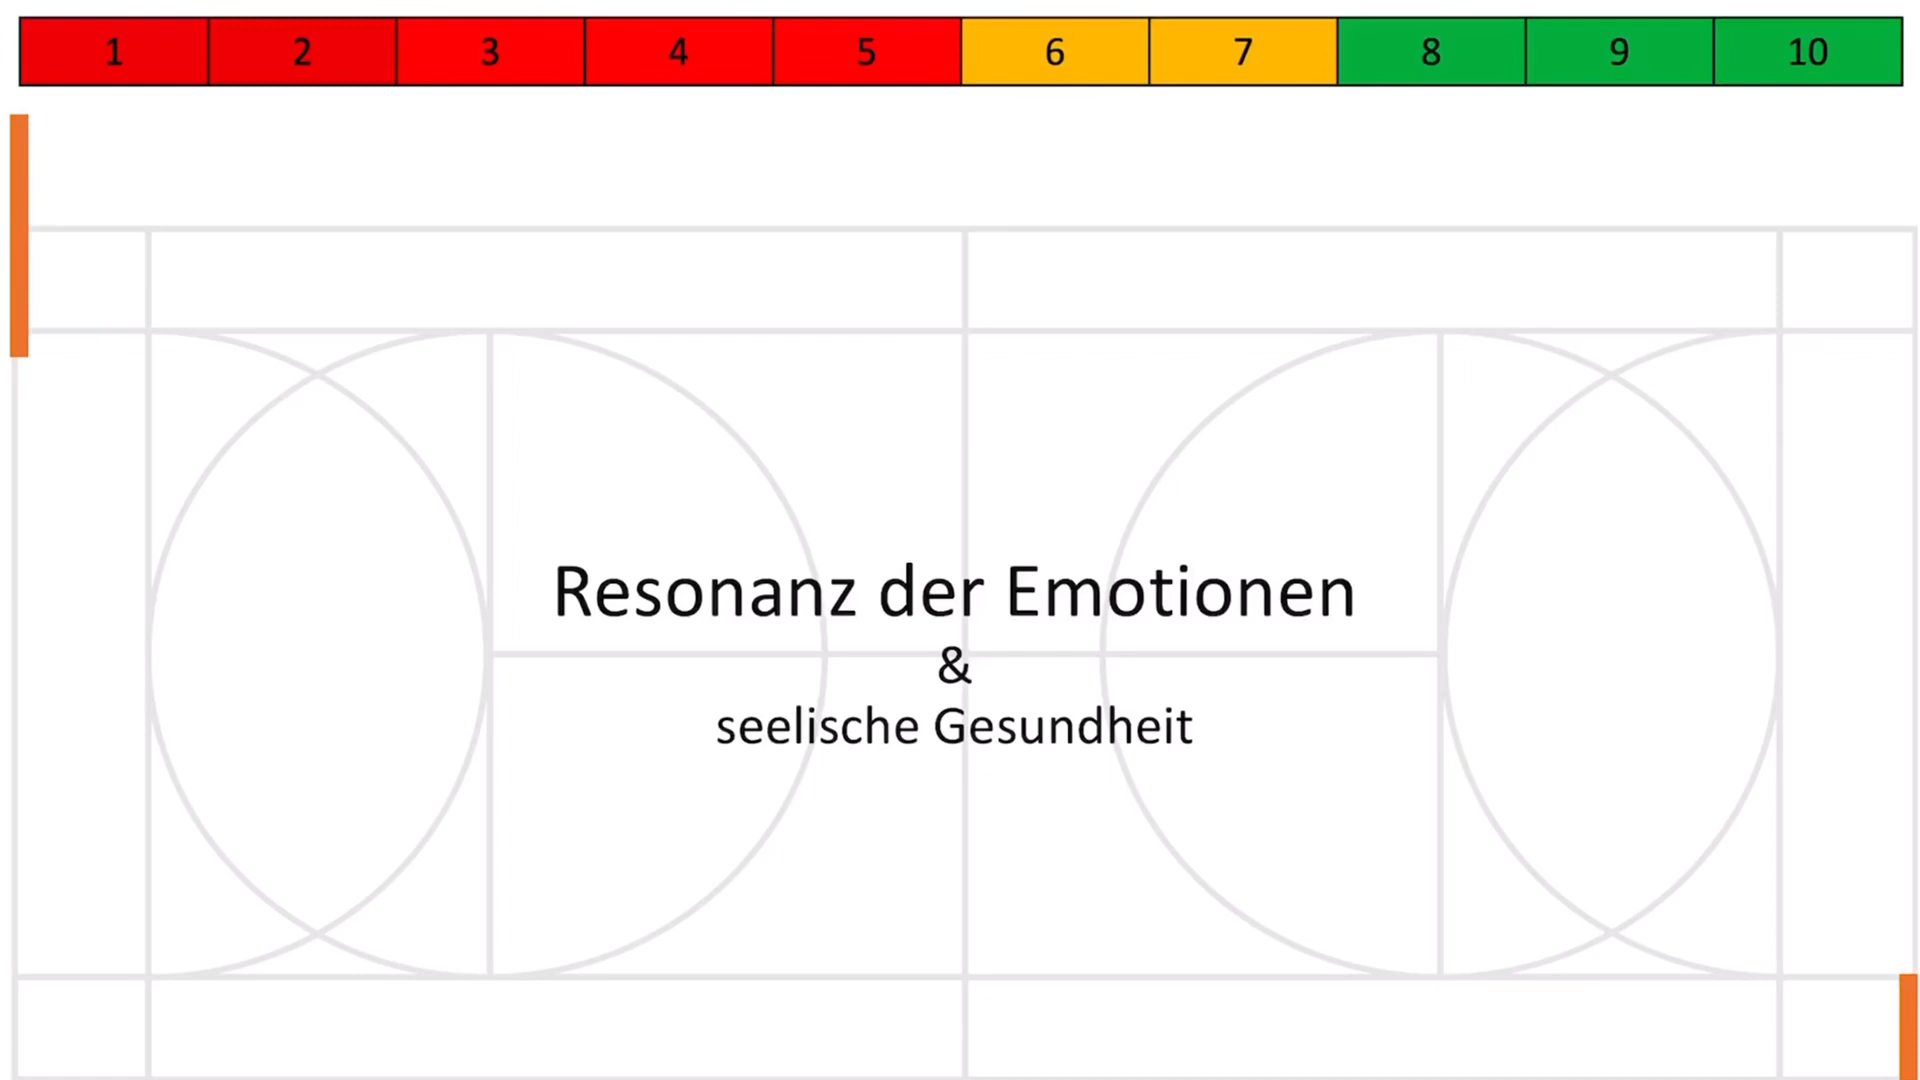 1 2 3 4 5 6 7 8 9 10
Resonanz der Emotionen
&
seelische Gesundheit